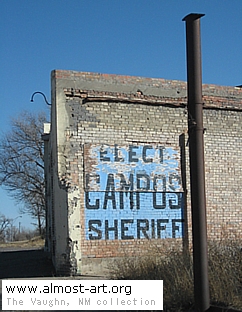 ELECT
CAMPOS
SHERIFF
www.almost-art.org
The Vaughn, NM collection